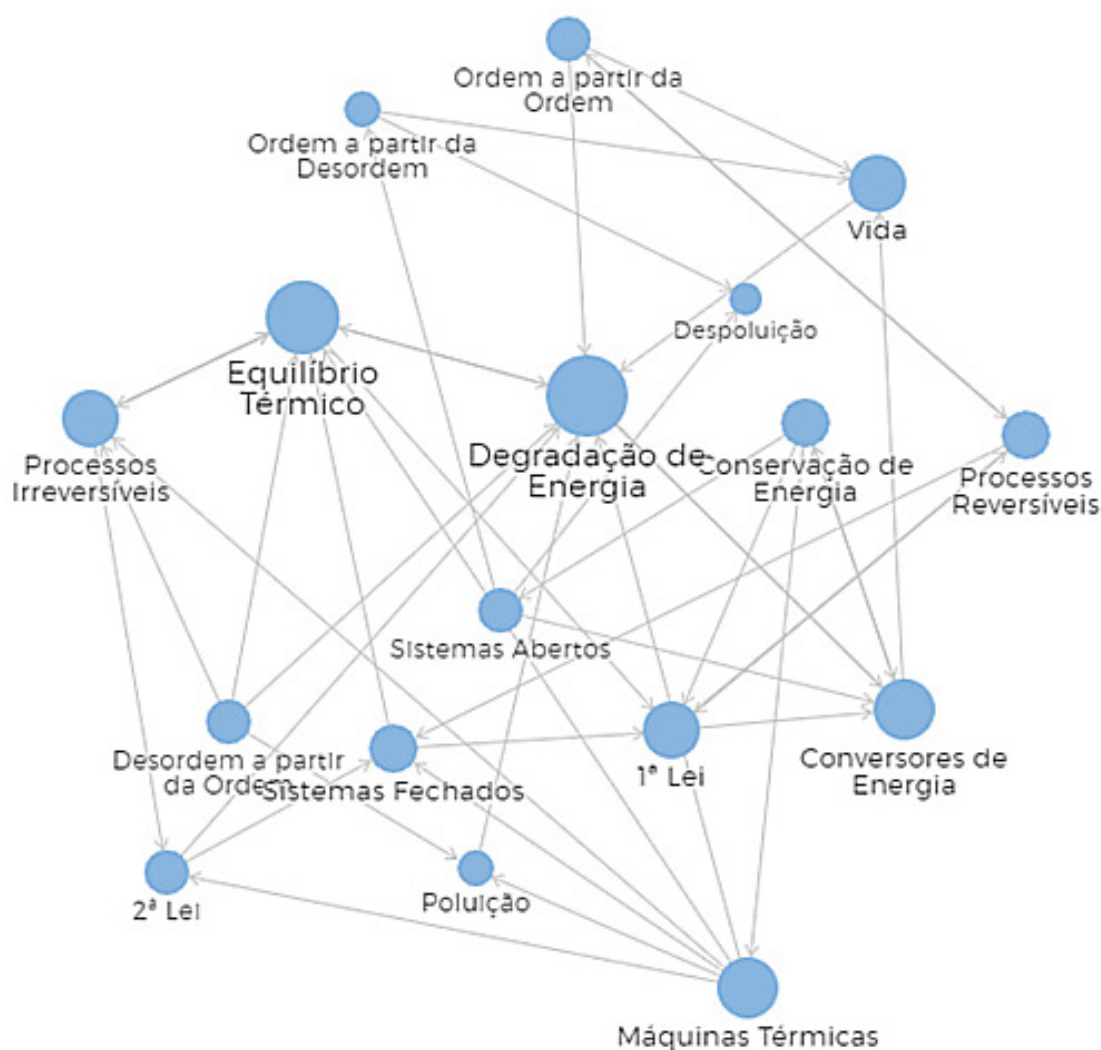 Ordem a partir da
Ordem
Ordem a partir da
Desordem
Vida
Despoluição
Equilíbrio
Térmico
Degradação de
Energia
Conservação de
Energia
Processos
Irreversíveis
Processos
Reversíveis
Sistemas Abertos
Desordem a partir
da Ordem
Sistemas Fechados
1ª Lei
Conversores de
Energia
2ª Lei
Poluição
Máquinas Térmicas